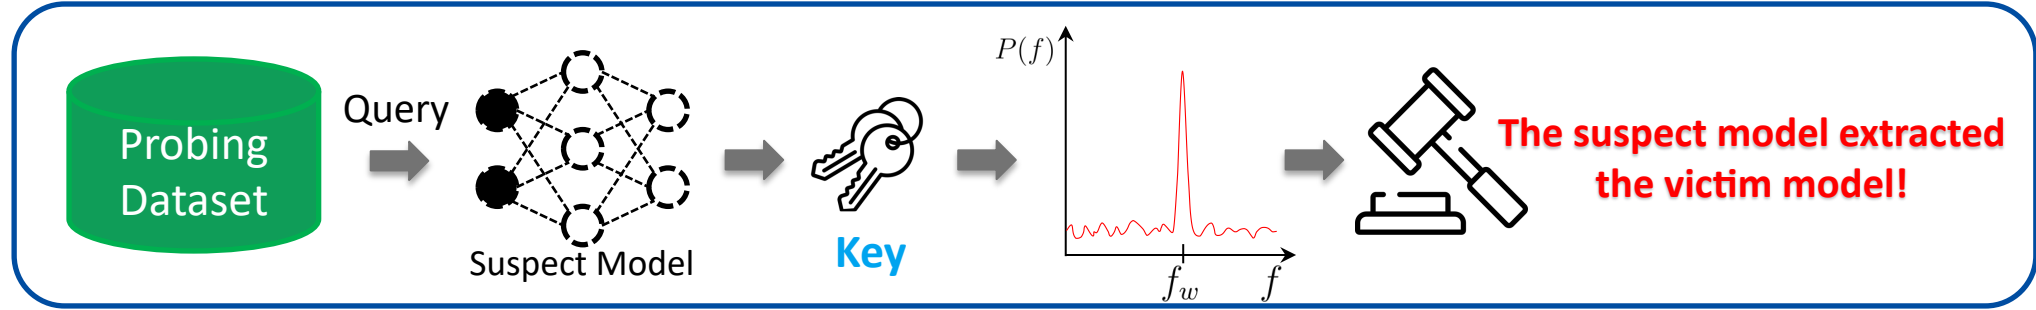 Probing
Dataset
Query
Suspect Model
Key
P(f)
f_w
f
The suspect model extracted
the victim model!